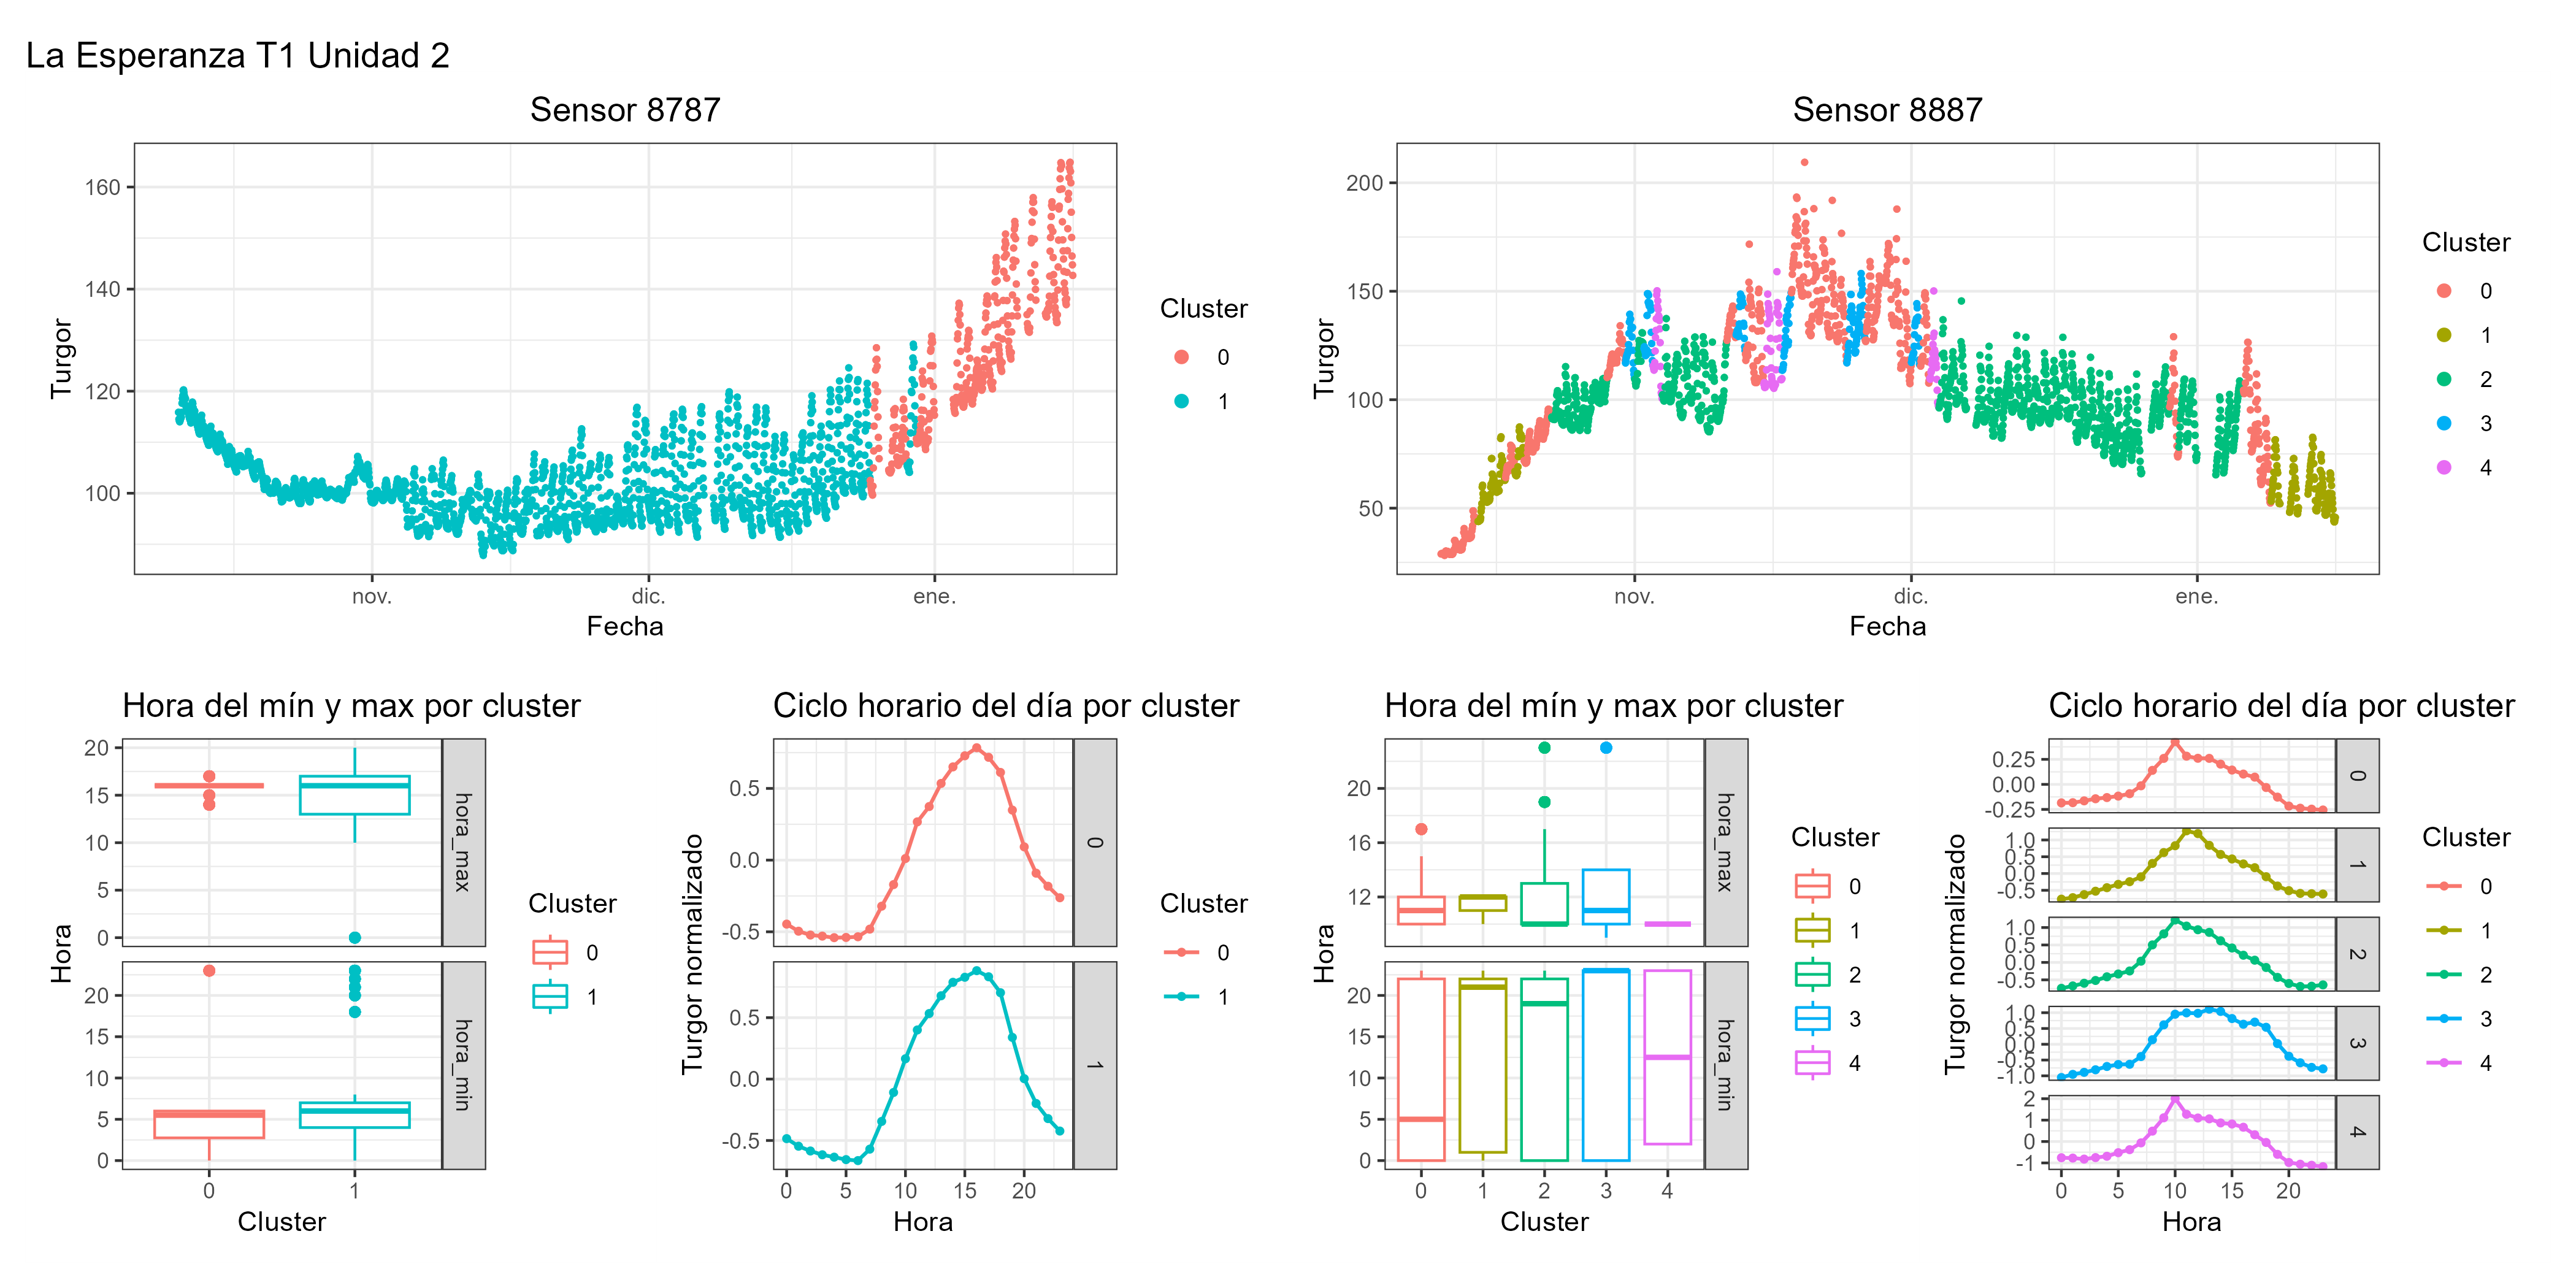 La Esperanza T1 Unidad 2
Sensor 8787
160
140
120
100
Turgor
nov.
dic.
ene.
Fecha
Cluster
0
1
Sensor 8887
200
150
100
50
Turgor
nov.
dic.
ene.
Fecha
Cluster
0
1
2
3
4
Hora del mín y max por cluster
20
15
10
5
0
hora_max
20
15
10
5
0
hora_min
Hora
0
1
Cluster
Cluster
0
1
Ciclo horario del día por cluster
0.5
0.0
-0.5
0
0.5
0.0
-0.5
1
Turgor normalizado
0
5
10
15
20
Hora
Cluster
0
1
Hora del mín y max por cluster
20
16
12
hora_max
20
15
10
5
0
hora_min
Hora
0
1
2
3
4
Cluster
Cluster
0
1
2
3
4
Ciclo horario del día por cluster
0.25
0.00
-0.25
0
1.0
0.5
0.0
-0.5
1
1.0
0.5
0.0
-0.5
2
1.0
0.5
0.0
-0.5
-1.0
3
2
1
0
-1
4
Turgor normalizado
0
5
10
15
20
Hora
Cluster
0
1
2
3
4